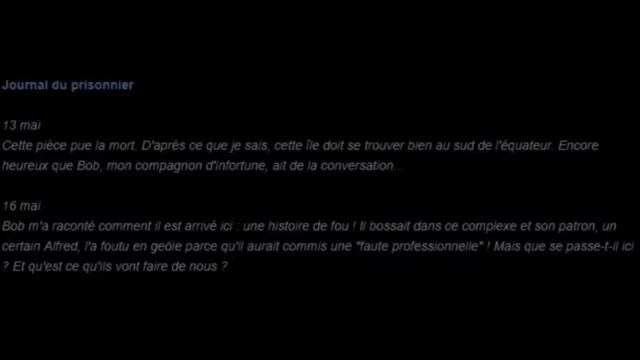 Journal du prisonnier
13 mai
Cette pièce pue la mort. D'après ce que je sais, cette île doit se trouver bien au sud de l'équateur. Encore
heureux que Bob, mon compagnon d'infortune, ait de la conversation...
16 mai
Bob m'a raconté comment il est arrivé ici : une histoire de fou ! Il bossait dans ce complexe et son patron, un
certain Alfred, l'a foutu en geôle parce qu'il aurait commis une "faute professionnelle" ! Mais que se passe-t-il ici
? Et qu'est ce qu'ils vont faire de nous ?